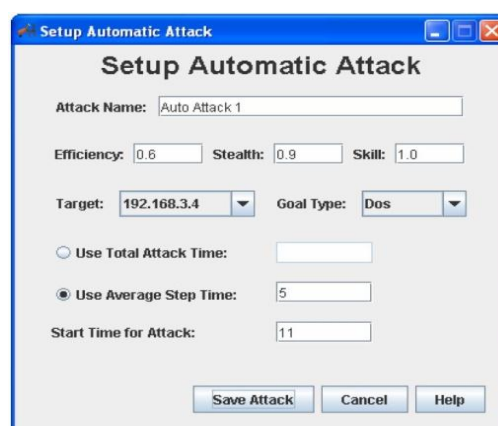 Setup Automatic Attack
Setup Automatic Attack
Attack Name: Auto Attack 1
Efficiency: 0.6 Stealth: 0.9 Skill: 1.0
Target: 192.168.3.4 Goal Type: Dos
Use Total Attack Time:
Use Average Step Time: 5
Start Time for Attack: 11
Save Attack Cancel Help